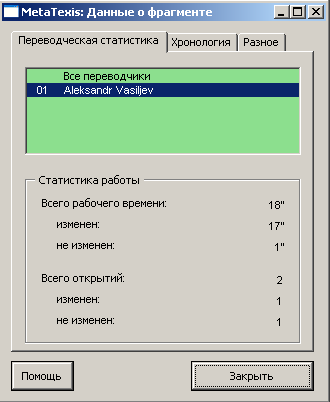 MetaTexis: Данные о фрагменте
Переводческая статистика Хронология Разное
Все переводчики
01 Aleksandr Vasiljev
Статистика работы
Всего рабочего времени: 18"
изменен: 17"
не изменен: 1"
Всего открытий: 2
изменен: 1
не изменен: 1
Помощь Закрыть